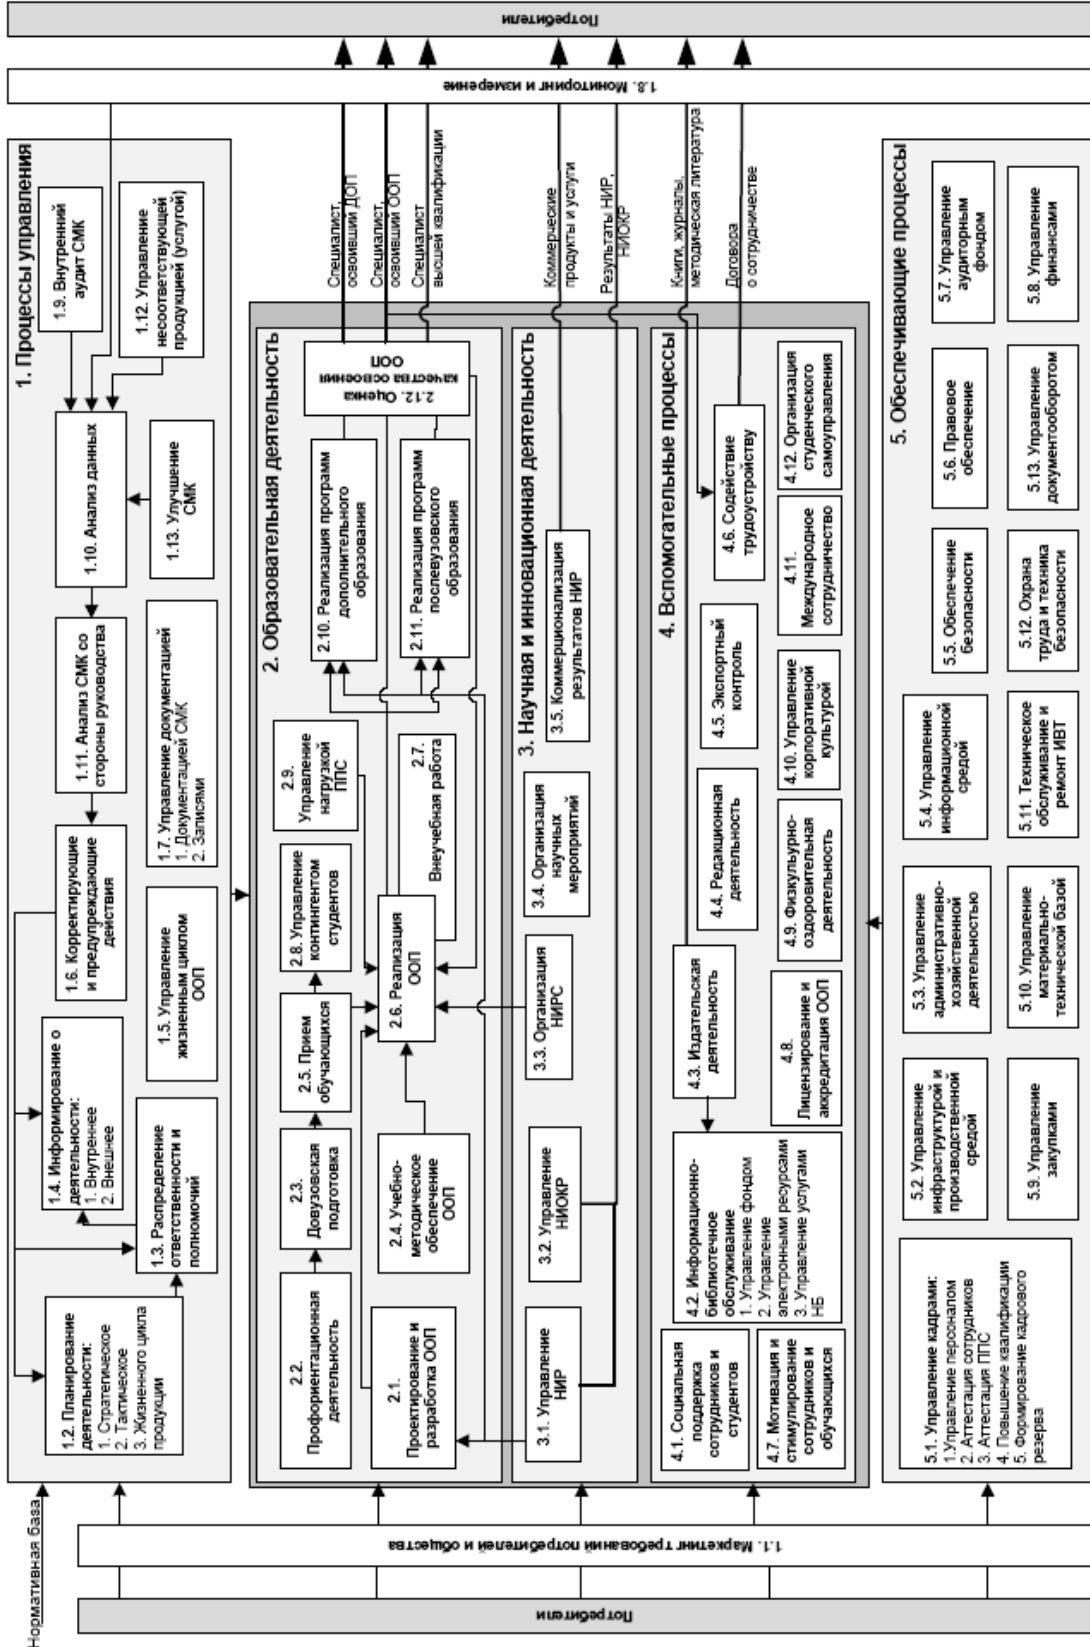 Нормативная база
Потребители
1.1. Маркетинг требований потребителей и общества
1. Процессы управления
1.2. Планирование
деятельности:
1. Стратегическое
2. Тактическое
3. Жизненного цикла
продукции
1.3. Распределение
ответственности и
полномочий
1.4. Информирование о
деятельности:
1. Внутреннее
2. Внешнее
1.5. Управление
жизненным циклом
ООП
1.6. Корректирующие
и предупреждающие
действия
1.7. Управление документацией
1. Документацией СМК
2. Записями
1.11. Анализ СМК со
стороны руководства
1.10. Анализ данных
1.13. Улучшение
СМК
1.9. Внутренний
аудит СМК
1.12. Управление
несоответствующей
продукцией (услугой)
2. Образовательная деятельность
2.2.
Профориентационная
деятельность
2.3.
Довузовская
подготовка
2.5. Прием
обучающихся
2.8. Управление
контингентом
студентов
2.9.
Управление
нагрузкой
ППС
2.10. Реализация программ
дополнительного
образования
2.12. Оценка
качества освоения
ООП
2.1.
Проектирование и
разработка ООП
2.4. Учебно-
методическое
обеспечение
ООП
2.6. Реализация
ООП
2.7.
Внеучебная работа
2.11. Реализация программ
послевузовского
образования
3. Научная и инновационная деятельность
3.1. Управление
НИР
3.2. Управление
НИОКР
3.3. Организация
НИРС
3.4. Организация
научных
мероприятий
3.5. Коммерционализация
результатов НИР
4. Вспомогательные процессы
4.1. Социальная
поддержка
сотрудников и
студентов
4.2. Информационно-
библиотечное
обслуживание
1. Управление фондом
2. Управление
электронными ресурсами
3. Управление услугами
НБ
4.3. Издательская
деятельность
4.4. Редакционная
деятельность
4.5. Экспортный
контроль
4.6. Содействие
трудоустройству
4.7. Мотивация и
стимулирование
сотрудников и
обучающихся
4.8.
Лицензирование и
аккредитация ООП
4.9. Физкульурно-
оздоровительная
деятельность
4.10. Управление
корпоративной
культурой
4.11.
Международное
сотрудничество
4.12. Организация
студенческого
самоуправления
5. Обеспечивающие процессы
5.1. Управление кадрами:
1.Управление персоналом
2. Аттестация сотрудников
3. Аттестация ППС
4. Повышение квалификации
5. Формирование кадрового
резерва
5.2. Управление
инфраструктурой и
производственной
средой
5.3. Управление
административно-
хозяйственной
деятельностью
5.4. Управление
информационной
средой
5.5. Обеспечение
безопасности
5.6. Правовое
обеспечение
5.7. Управление
аудиторным
фондом
5.9. Управление
закупками
5.10. Управление
материально-
технической базой
5.11. Техническое
обслуживание и
ремонт ИВТ
5.12. Охрана
труда и техника
безопасности
5.13. Управление
документооборотом
5.8. Управление
финансами
Специалист,
освоивший ДОП
Специалист,
освоивший ООП
Специалист
высшей квалификации
Коммерческие
продукты и услуги
Результаты НИР,
НИОКР
Книги, журналы,
методическая литература
Договора
о сотрудничестве
1.8. Мониторинг и измерение
Потребители